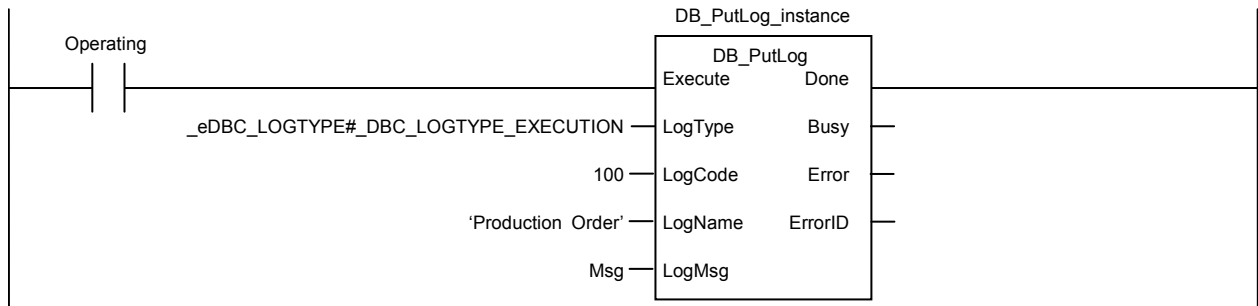 DB_PutLog_instance
Operating
DB_PutLog
Execute Done
_eDBC_LOGTYPE#_DBC_LOGTYPE_EXECUTION LogType Busy
100 LogCode Error
‘Production Order’ LogName ErrorID
Msg LogMsg